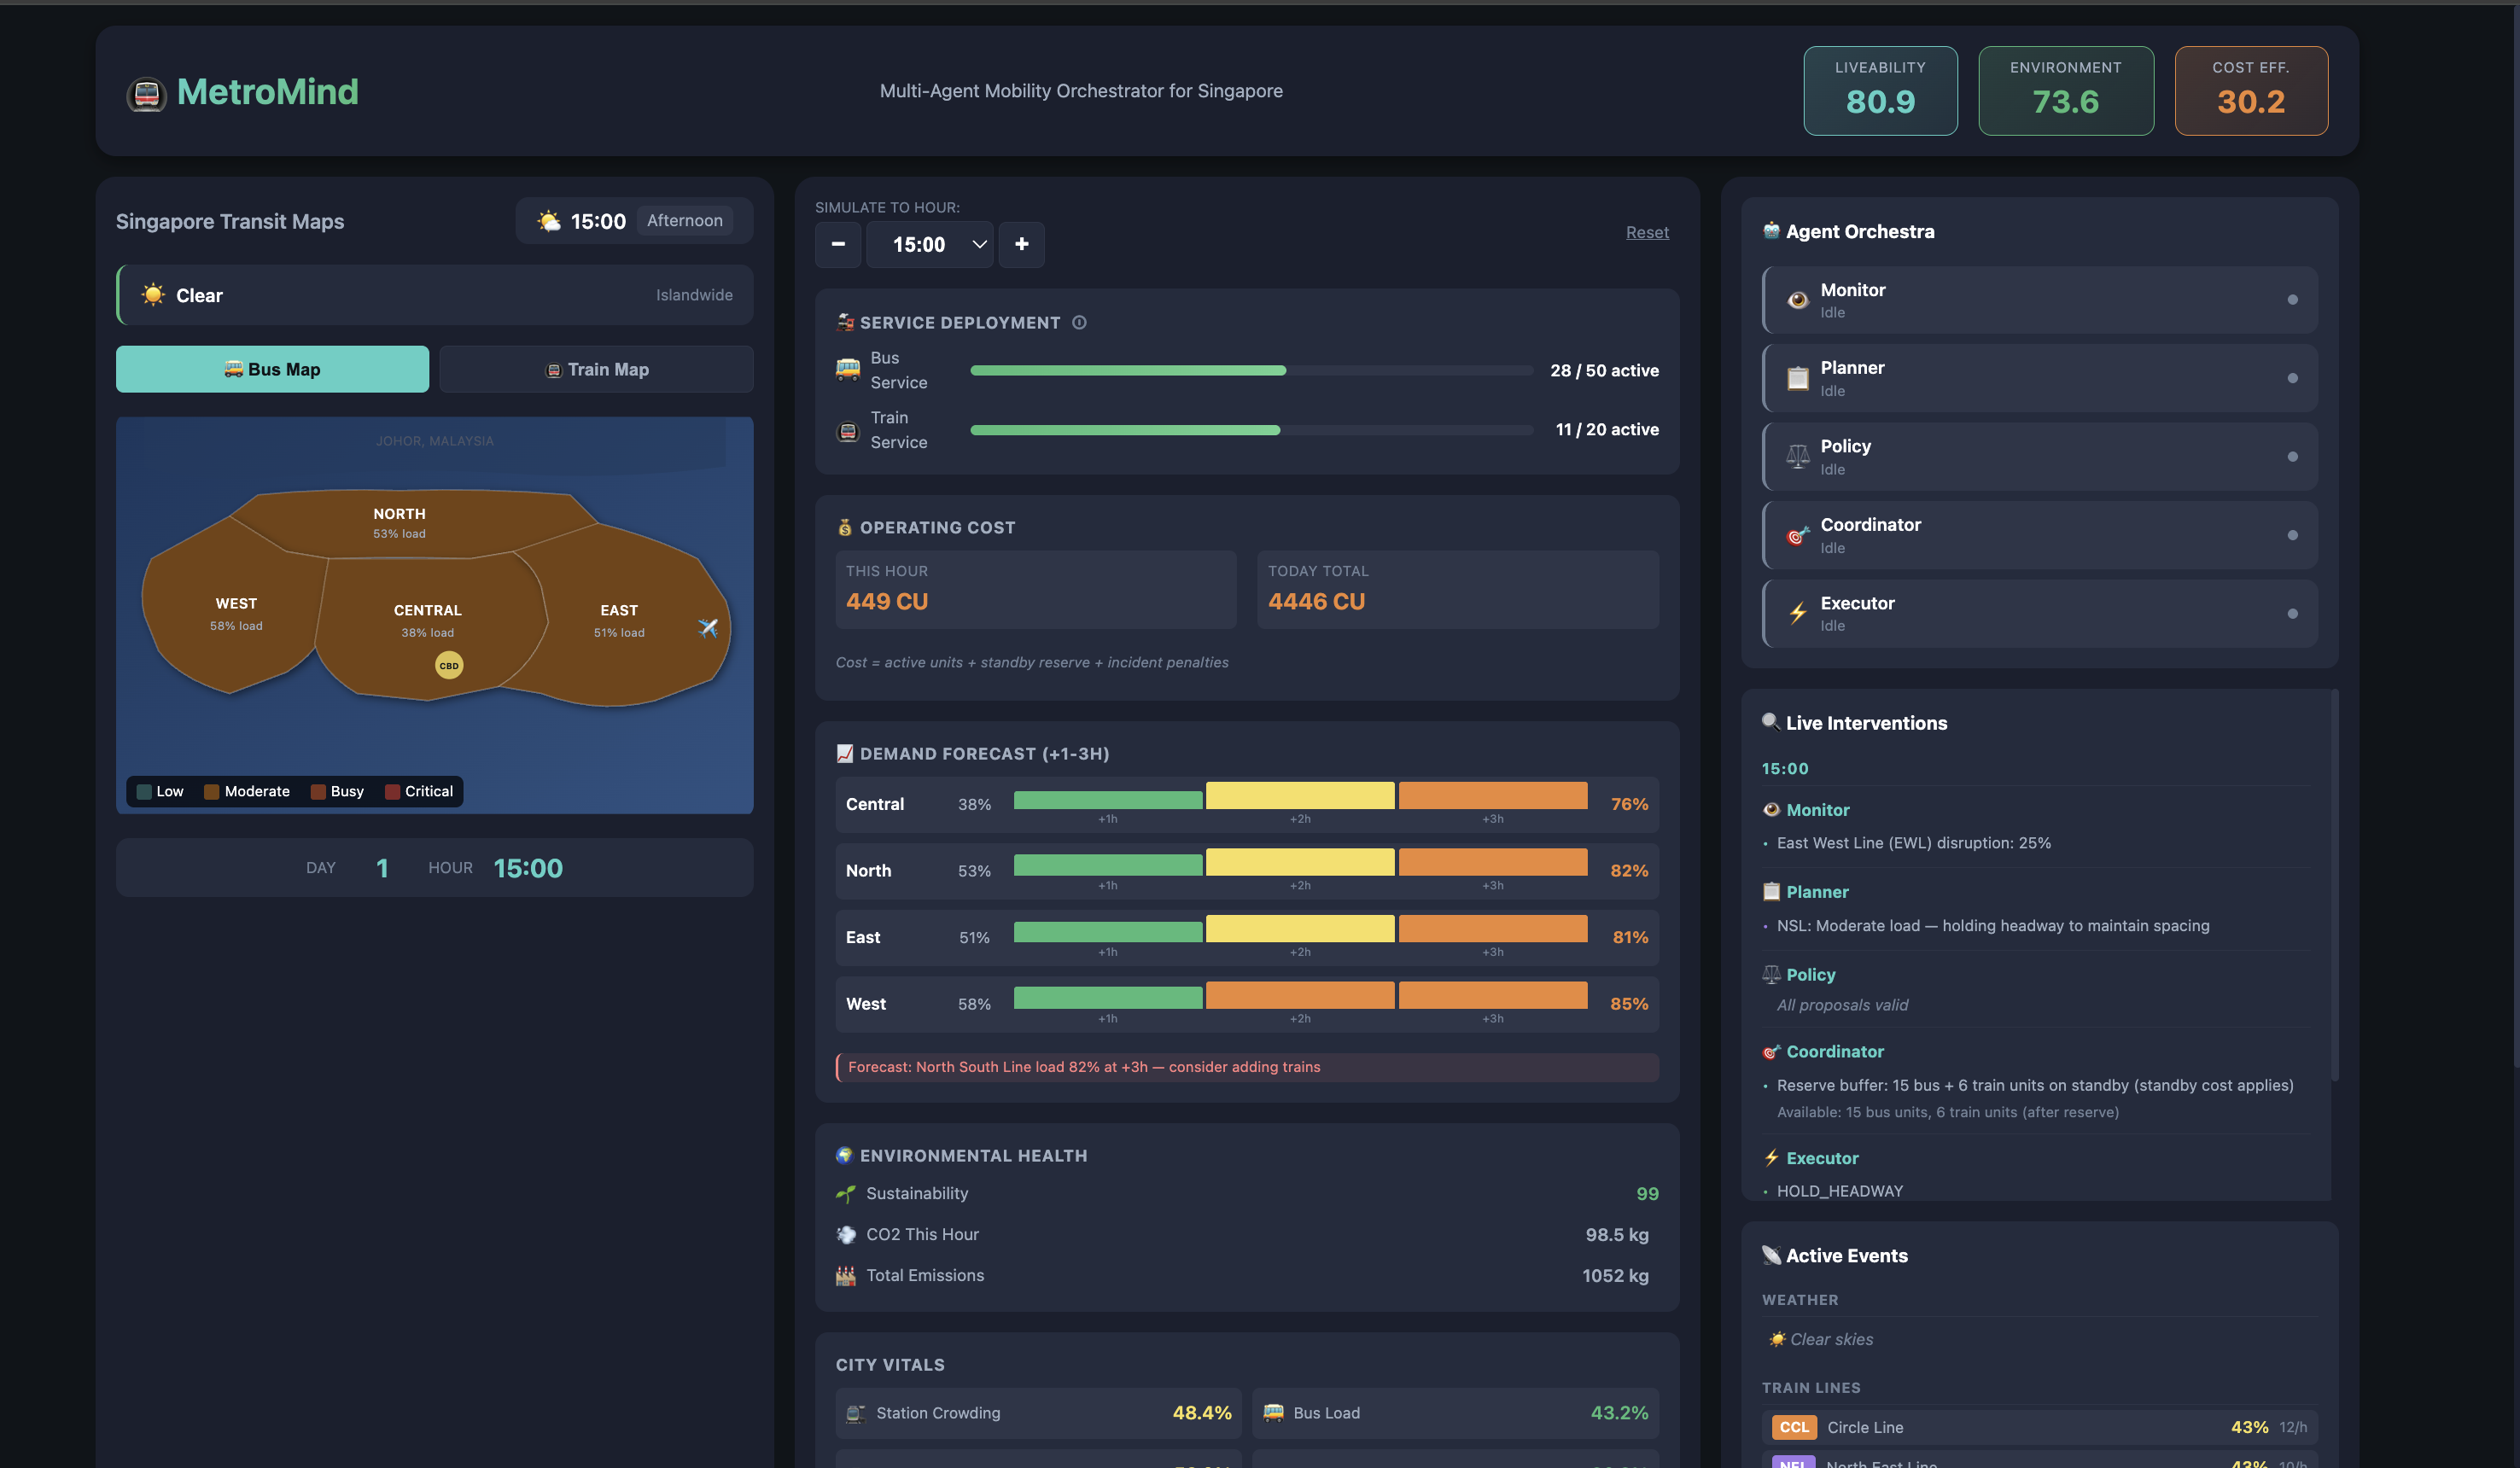 MetroMind
Multi-Agent Mobility Orchestrator for Singapore
LIVEABILITY
80.9
ENVIRONMENT
73.6
COST EFF.
30.2
Singapore Transit Maps
15:00 Afternoon
Clear
Islandwide
Bus Map
Train Map
JOHOR, MALAYSIA
NORTH
53% load
WEST
58% load
CENTRAL
38% load
EAST
51% load
CBD
Low
Moderate
Busy
Critical
DAY 1 HOUR 15:00
SIMULATE TO HOUR:
− 15:00 +
Reset
SERVICE DEPLOYMENT
Bus
Service
28 / 50 active
Train
Service
11 / 20 active
OPERATING COST
THIS HOUR
449 CU
TODAY TOTAL
4446 CU
Cost = active units + standby reserve + incident penalties
DEMAND FORECAST (+1-3H)
Central 38% 76%
+1h +2h +3h
North 53% 82%
+1h +2h +3h
East 51% 81%
+1h +2h +3h
West 58% 85%
+1h +2h +3h
Forecast: North South Line load 82% at +3h — consider adding trains
ENVIRONMENTAL HEALTH
Sustainability 99
CO2 This Hour 98.5 kg
Total Emissions 1052 kg
CITY VITALS
Station Crowding 48.4%
Bus Load 43.2%
Agent Orchestra
Monitor
Idle
Planner
Idle
Policy
Idle
Coordinator
Idle
Executor
Idle
Live Interventions
15:00
Monitor
• East West Line (EWL) disruption: 25%
Planner
• NSL: Moderate load — holding headway to maintain spacing
Policy
All proposals valid
Coordinator
• Reserve buffer: 15 bus + 6 train units on standby (standby cost applies)
Available: 15 bus units, 6 train units (after reserve)
Executor
• HOLD_HEADWAY
Active Events
WEATHER
Clear skies
TRAIN LINES
CCL Circle Line 43% 12/h
NEL North East Line 43% 10/h